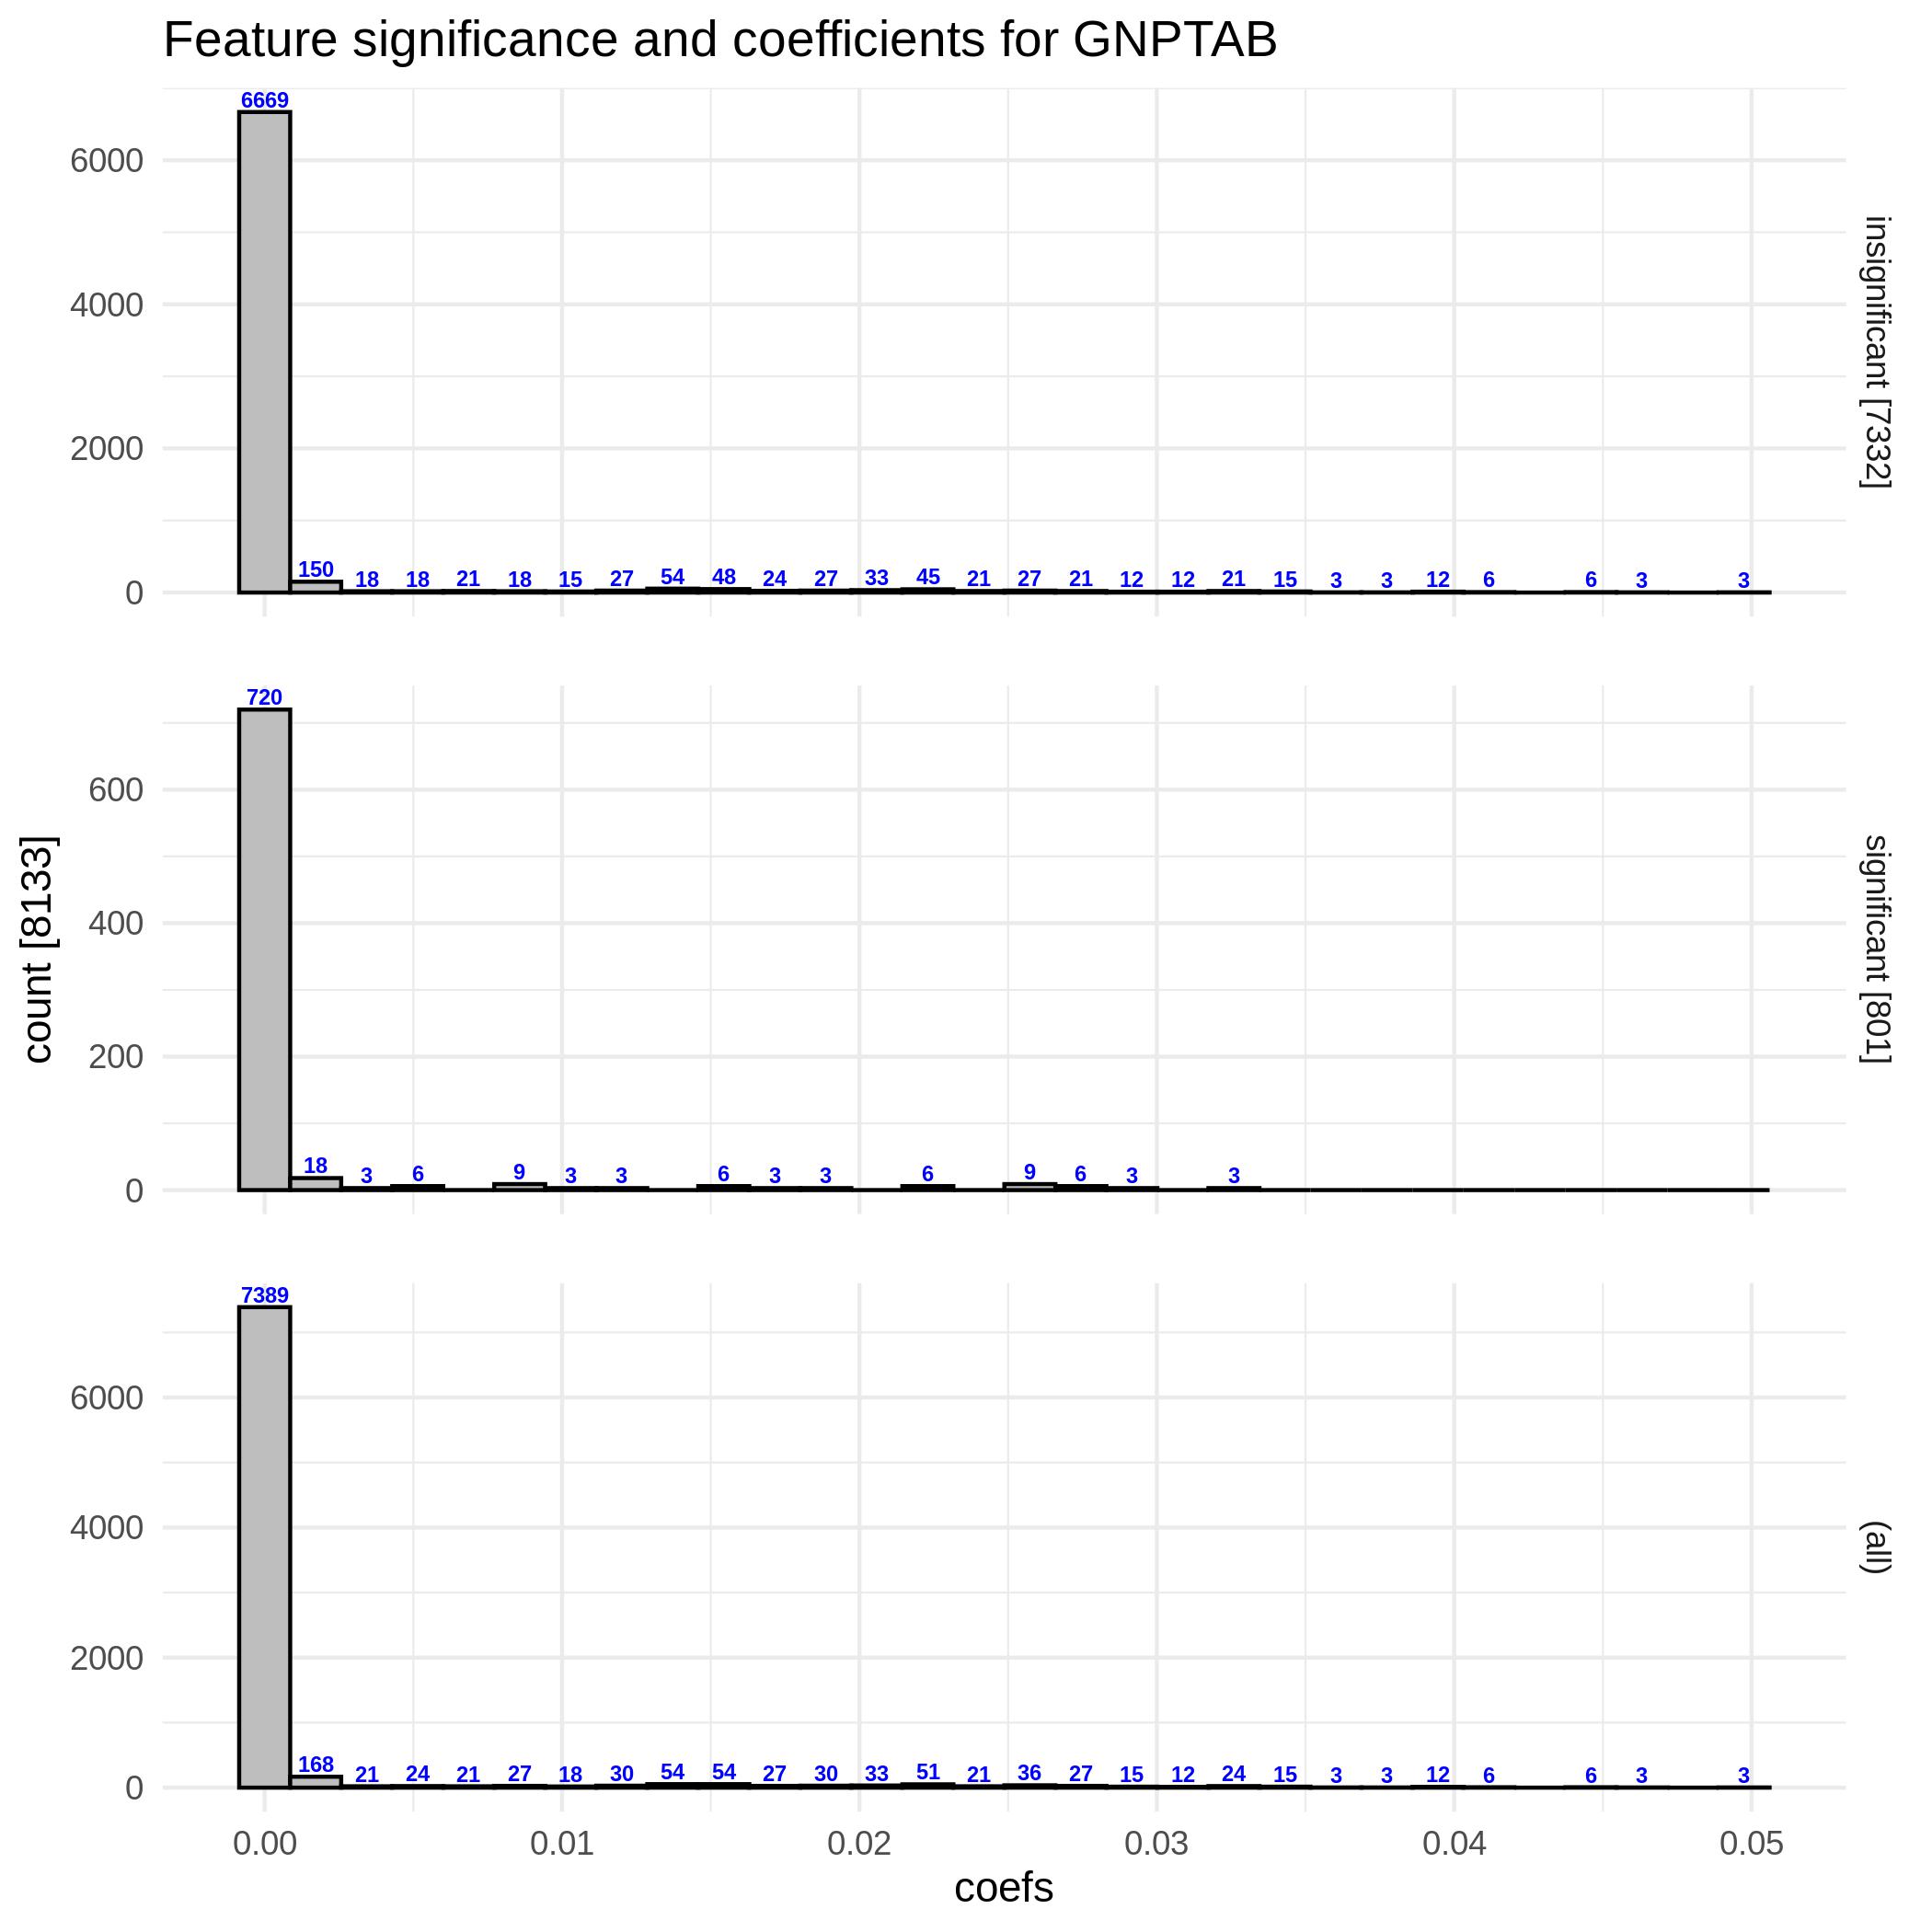 Feature significance and coefficients for GNPTAB
6669
6000
4000
2000
150 18 18 21 18 15 27 54 48 24 27 33 45 21 27 21 12 12 21 15 3 3 12 6 6 3 3
0
insignificant [7332]
720
600
400
200
18 3 6 9 3 3 6 3 3 6 9 6 3 3
0
significant [801]
count [8133]
7389
6000
4000
2000
168 21 24 21 27 18 30 54 54 27 30 33 51 21 36 27 15 12 24 15 3 3 12 6 6 3 3
0
(all)
0.00 0.01 0.02 0.03 0.04 0.05
coefs